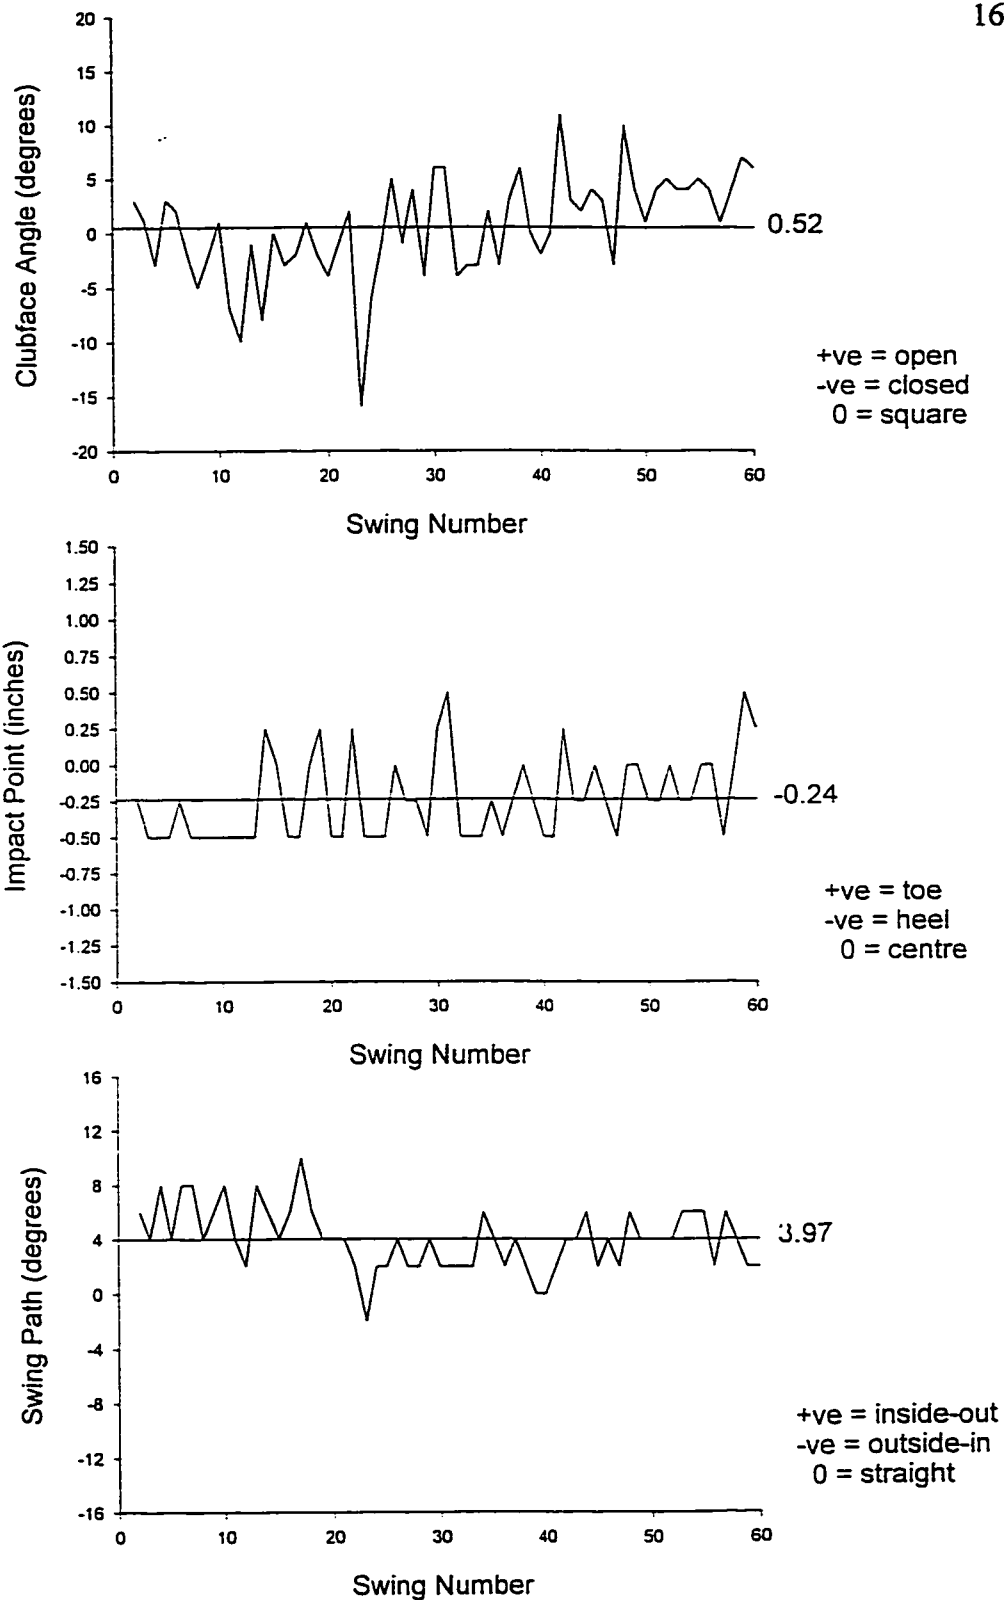 16
20
15
10
5
0
-5
-10
-15
-20
Clubface Angle (degrees)
0.52
+ve = open
-ve = closed
0 = square
0 10 20 30 40 50 60
Swing Number
1.50
1.25
1.00
0.75
0.50
0.25
0.00
-0.25
-0.50
-0.75
-1.00
-1.25
-1.50
Impact Point (inches)
-0.24
+ve = toe
-ve = heel
0 = centre
0 10 20 30 40 50 60
Swing Number
16
12
8
4
0
-4
-8
-12
-16
Swing Path (degrees)
3.97
+ve = inside-out
-ve = outside-in
0 = straight
0 10 20 30 40 50 60
Swing Number